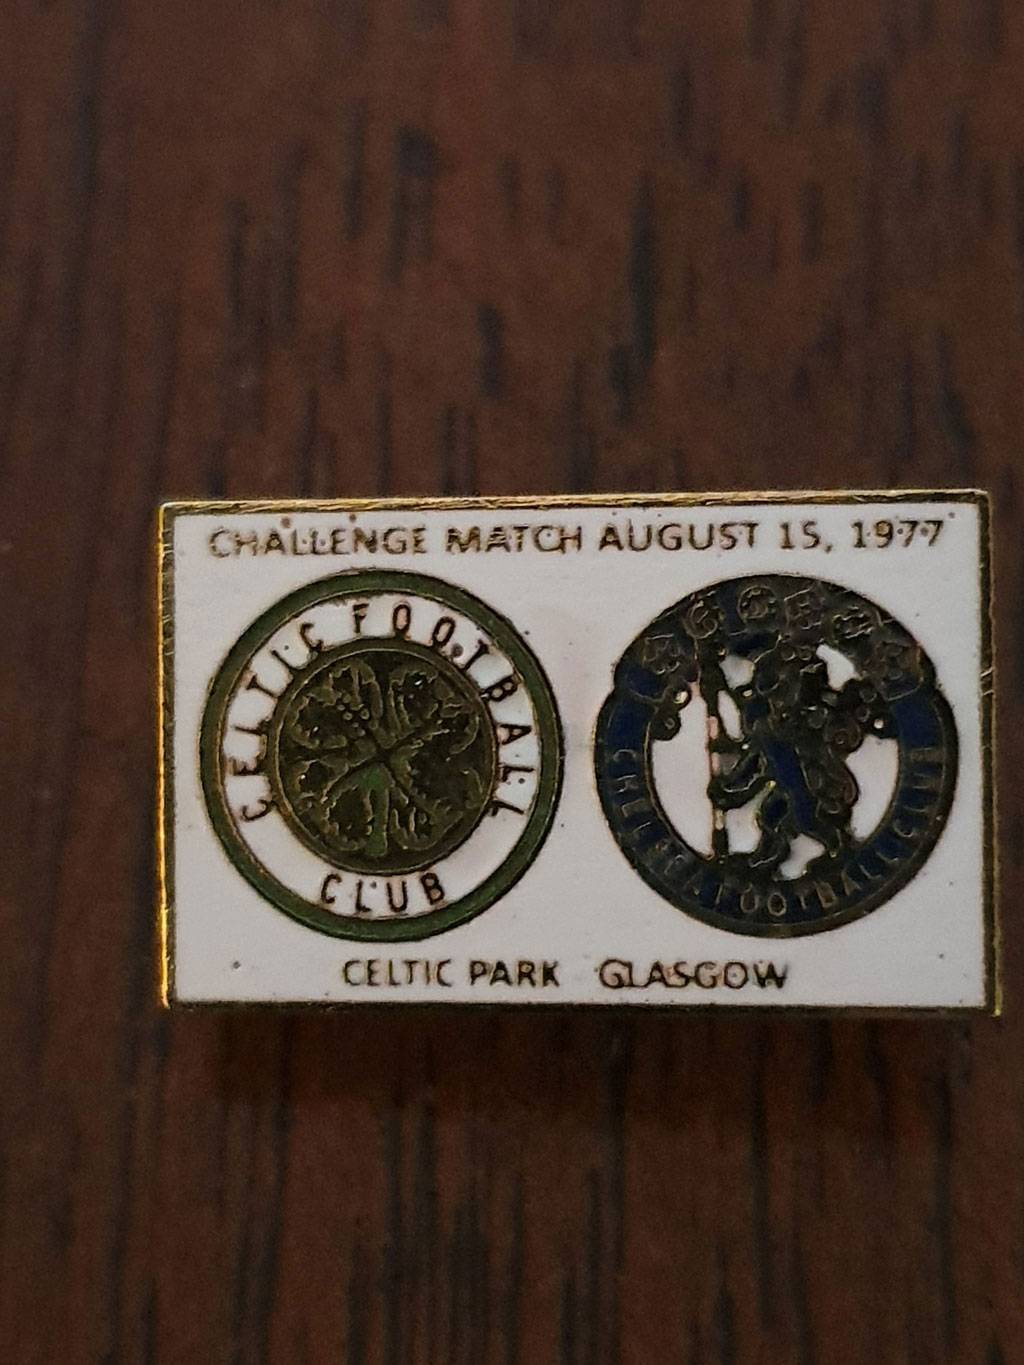 CHALLENGE MATCH AUGUST 15, 1977
CELTIC FOOTBALL
CLUB
CHELSEA FOOTBALL CLUB
CELTIC PARK GLASGOW